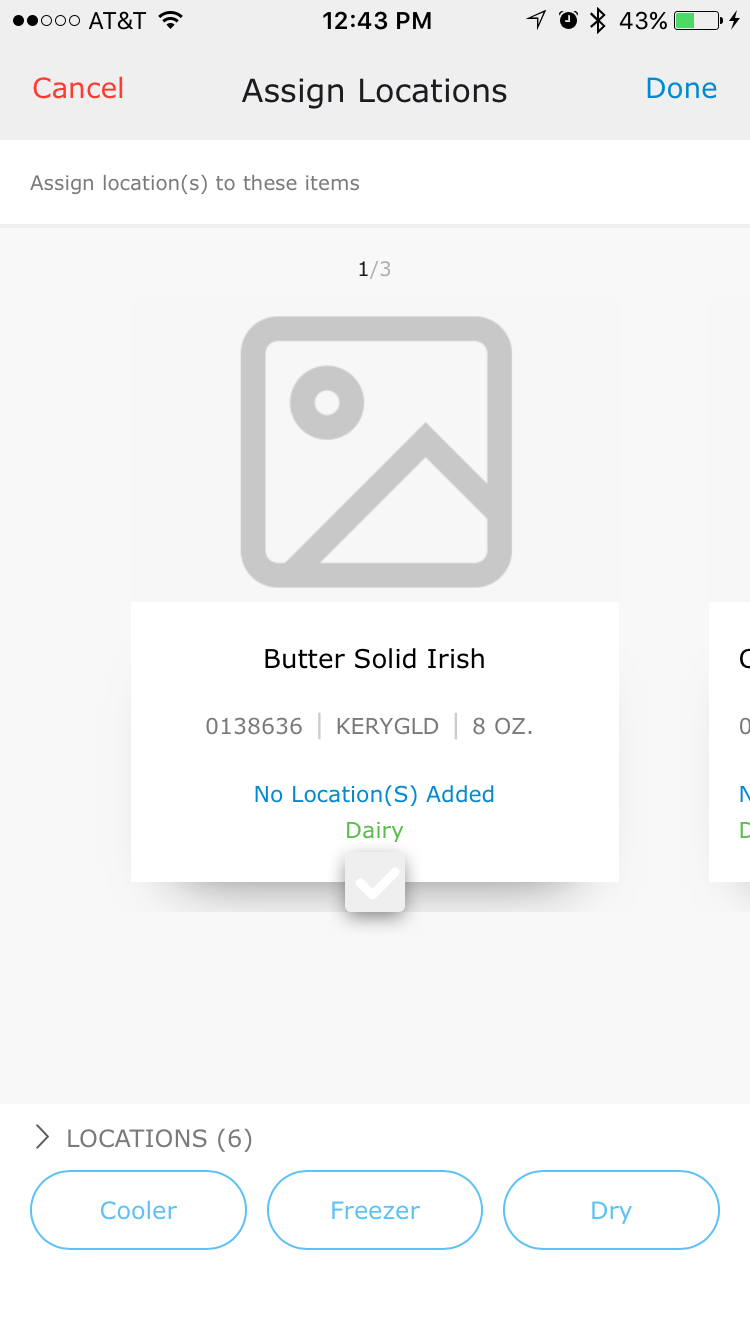 AT&T 12:43 PM 43%
Cancel Assign Locations Done
Assign location(s) to these items
1/3
Butter Solid Irish
0138636 | KERYGLD | 8 OZ.
No Location(S) Added
Dairy
LOCATIONS (6)
Cooler Freezer Dry